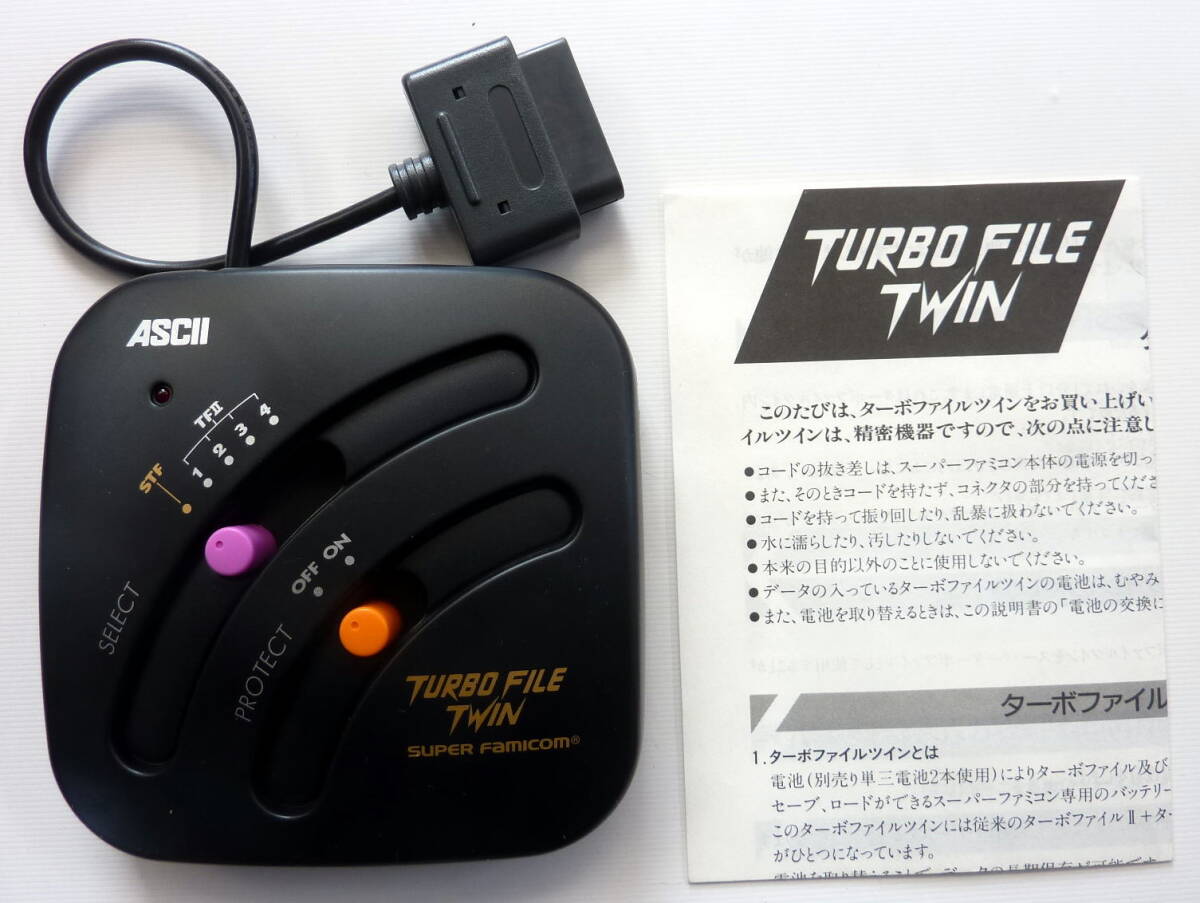 ASCII
STF
TFII
1 2 3 4
SELECT
OFF ON
PROTECT
TURBO FILE
TWIN
SUPER FAMICOM®
TURBO FILE
TWIN
このたびは、ターボファイルツインをお買い上げい
イルツインは、精密機器ですので、次の点に注意し
●コードの抜き差しは、スーパーファミコン本体の電源を切っ
●また、そのときコードを持たず、コネクタの部分を持ってくださ
●コードを持って振り回したり、乱暴に扱わないでください。
●水に濡らしたり、汚したりしないでください。
●本来の目的以外のことに使用しないでください。
●データの入っているターボファイルツインの電池は、むやみ
●また、電池を取り替えるときは、この説明書の「電池の交換に
ターボファイル
1.ターボファイルツインとは
電池(別売り単三電池2本使用)によりターボファイル及び
セーブ、ロードができるスーパーファミコン専用のバッテリー
このターボファイルツインには従来のターボファイルⅡ+ター
がひとつになっています。